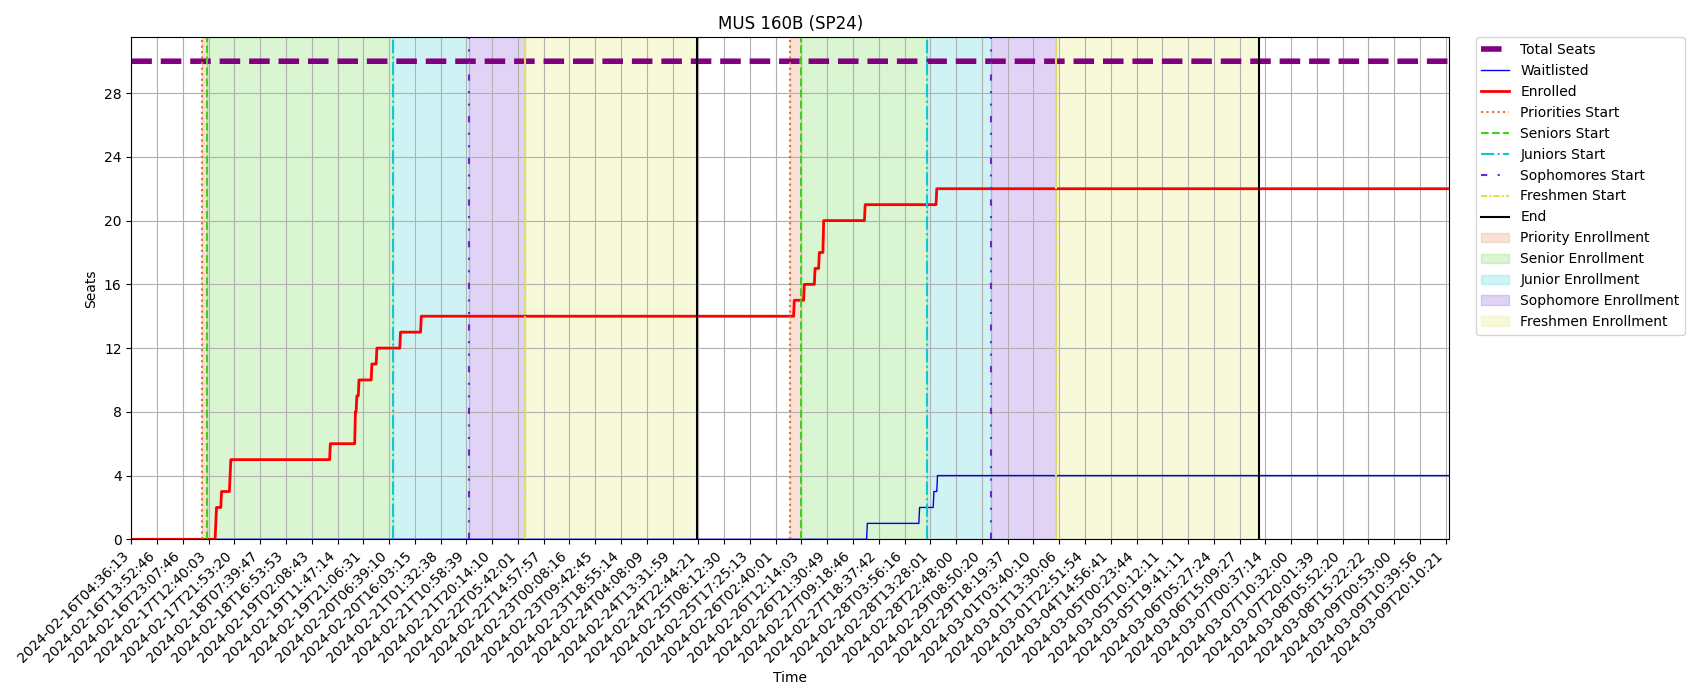 MUS 160B (SP24)
Total Seats
Waitlisted
Enrolled
Priorities Start
Seniors Start
Juniors Start
Sophomores Start
Freshmen Start
End
Priority Enrollment
Senior Enrollment
Junior Enrollment
Sophomore Enrollment
Freshmen Enrollment
Seats
28
24
20
16
12
8
4
0
2024-02-16T04:36:13
2024-02-16T13:52:46
2024-02-16T23:07:46
2024-02-17T12:40:03
2024-02-17T21:53:20
2024-02-18T07:39:47
2024-02-18T16:53:53
2024-02-19T02:08:43
2024-02-19T11:47:14
2024-02-19T21:06:31
2024-02-20T06:39:10
2024-02-20T16:03:15
2024-02-21T01:32:38
2024-02-21T10:58:39
2024-02-21T20:14:10
2024-02-22T05:42:01
2024-02-22T14:57:57
2024-02-23T00:08:16
2024-02-23T09:42:45
2024-02-23T18:55:14
2024-02-24T04:08:09
2024-02-24T13:31:59
2024-02-24T22:44:21
2024-02-25T08:12:30
2024-02-25T17:25:13
2024-02-26T02:40:01
2024-02-26T12:14:03
2024-02-26T21:30:49
2024-02-27T09:18:46
2024-02-27T18:37:42
2024-02-28T03:56:16
2024-02-28T13:28:01
2024-02-28T22:48:00
2024-02-29T08:50:20
2024-02-29T18:19:37
2024-03-01T03:40:10
2024-03-01T13:30:06
2024-03-01T22:51:54
2024-03-04T14:56:41
2024-03-05T00:23:44
2024-03-05T10:12:11
2024-03-05T19:41:11
2024-03-06T05:27:24
2024-03-06T15:09:27
2024-03-07T00:37:14
2024-03-07T10:32:00
2024-03-07T20:01:39
2024-03-08T05:52:20
2024-03-08T15:22:22
2024-03-09T00:53:00
2024-03-09T10:39:56
2024-03-09T20:10:21
Time